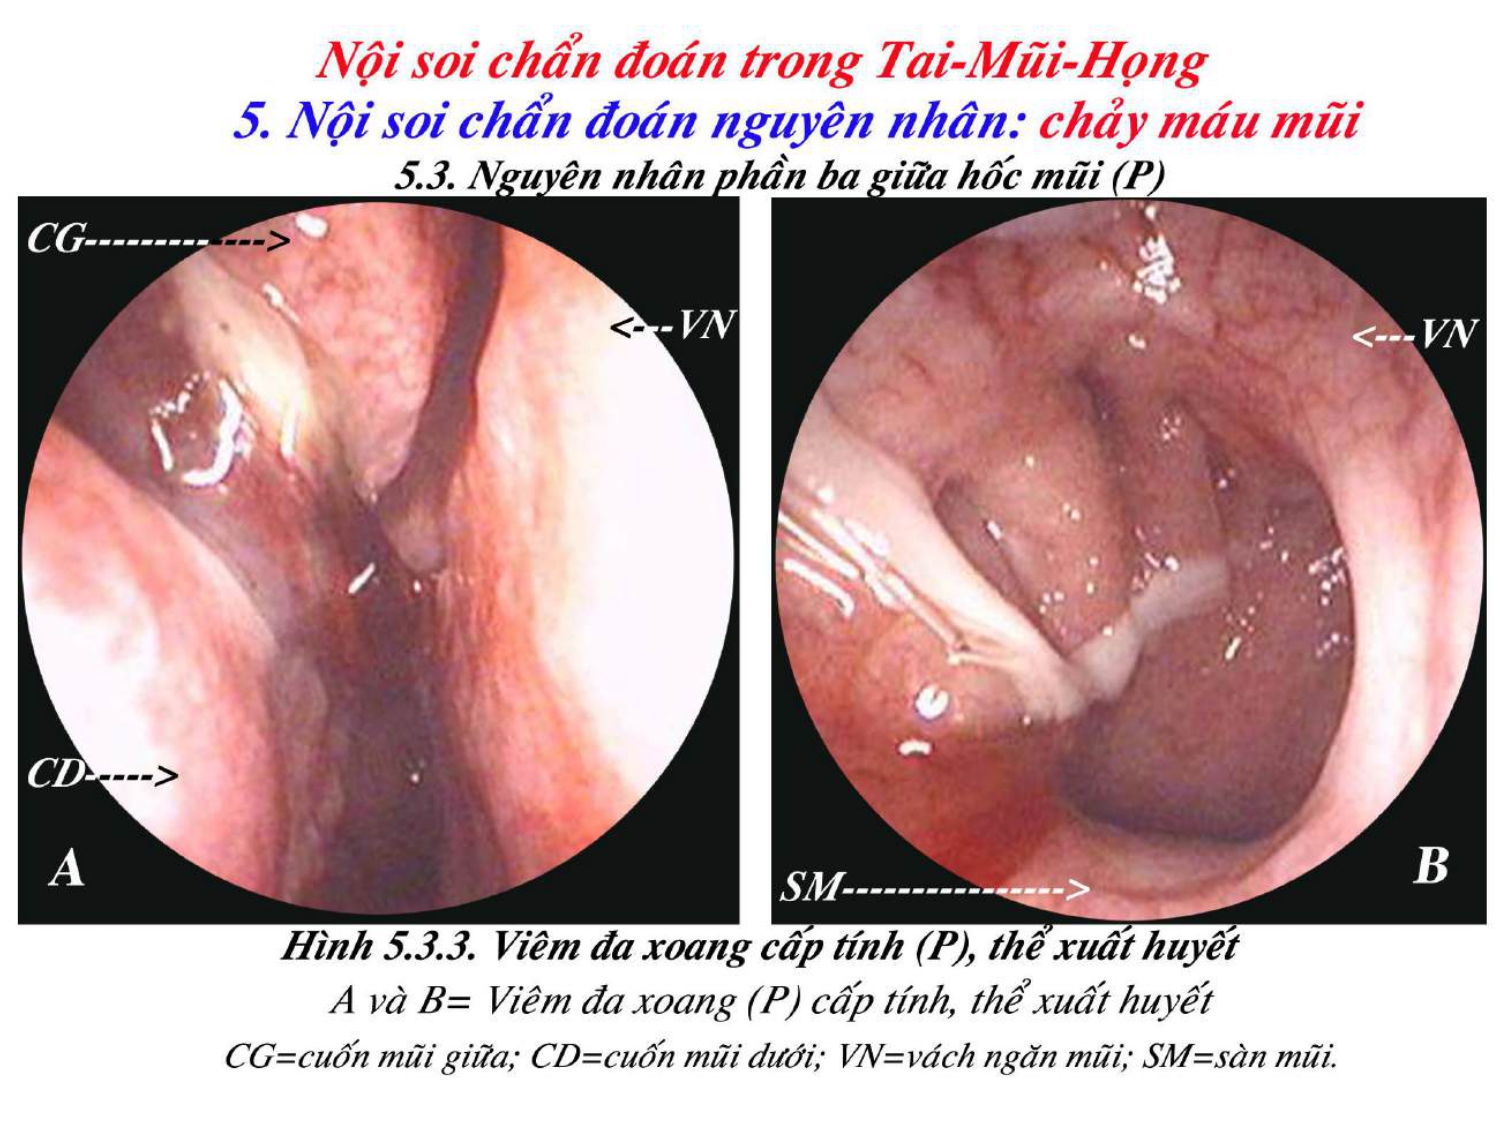 Nội soi chẩn đoán trong Tai-Mũi-Họng
5. Nội soi chẩn đoán nguyên nhân: chảy máu mũi
5.3. Nguyên nhân phần ba giữa hốc mũi (P)
CG------------->
<---VN
CD----->
A
<---VN
SM---------------->
B
Hình 5.3.3. Viêm đa xoang cấp tính (P), thể xuất huyết
A và B= Viêm đa xoang (P) cấp tính, thể xuất huyết
CG=cuốn mũi giữa; CD=cuốn mũi dưới; VN=vách ngăn mũi; SM=sàn mũi.